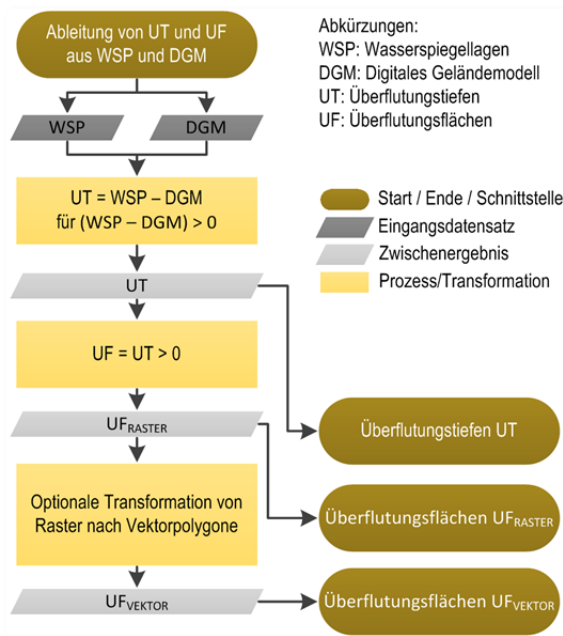 Ableitung von UT und UF
aus WSP und DGM
Abkürzungen:
WSP: Wasserspiegellagen
DGM: Digitales Geländemodell
UT: Überflutungstiefen
UF: Überflutungsflächen
WSP
DGM
UT = WSP – DGM
für (WSP – DGM) > 0
Start / Ende / Schnittstelle
Eingangsdatensatz
Zwischenergebnis
Prozess/Transformation
UT
UF = UT > 0
UFRASTER
Überflutungstiefen UT
Optionale Transformation von
Raster nach Vektorpolygone
Überflutungsflächen UFRASTER
UFVEKTOR
Überflutungsflächen UFVEKTOR